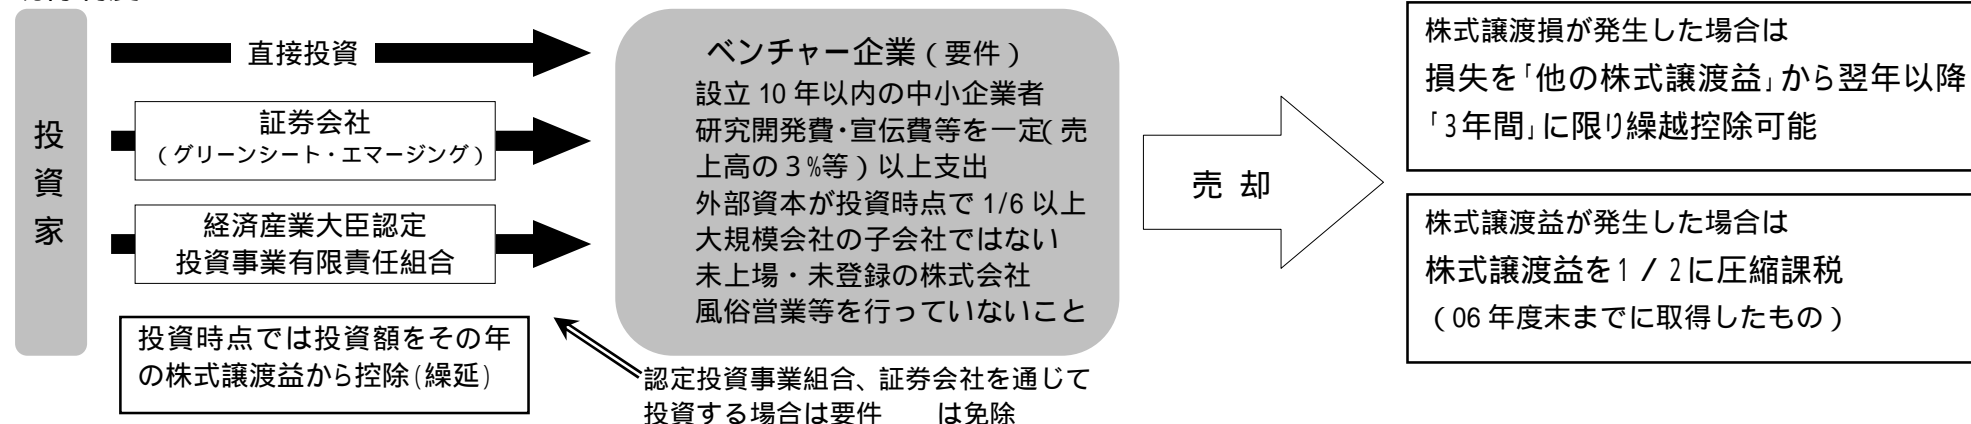 投資家
直接投資
証券会社
(グリーンシート・エマージング)
経済産業大臣認定
投資事業有限責任組合
投資時点では投資額をその年
の株式譲渡益から控除(繰延)
ベンチャー企業(要件)
設立10年以内の中小企業者
研究開発費・宣伝費等を一定(売
上高の3%等)以上支出
外部資本が投資時点で1/6以上
大規模会社の子会社ではない
未上場・未登録の株式会社
風俗営業等を行っていないこと
認定投資事業組合、証券会社を通じて
投資する場合は要件　　は免除
売却
株式譲渡損が発生した場合は
損失を「他の株式譲渡益」から翌年以降
「3年間」に限り繰越控除可能
株式譲渡益が発生した場合は
株式譲渡益を1/2に圧縮課税
(06年度末までに取得したもの)